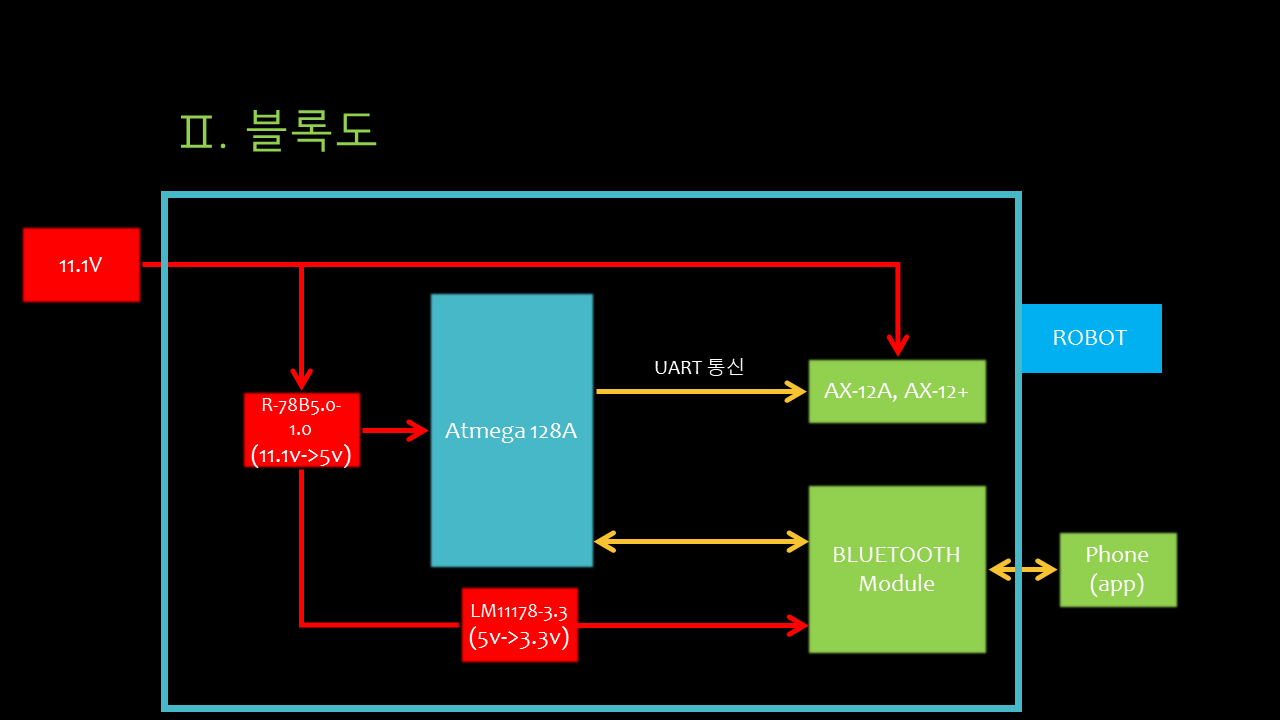 Ⅱ. 블록도
11.1V
ROBOT
UART 통신
AX-12A, AX-12+
R-78B5.0-
1.0
(11.1v->5v)
Atmega 128A
BLUETOOTH
Module
Phone
(app)
LM11178-3.3
(5v->3.3v)